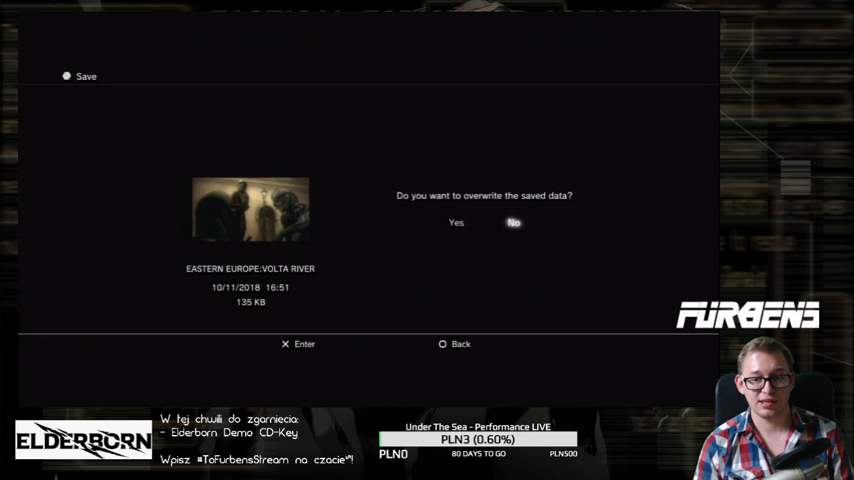 Save
Do you want to overwrite the saved data?
Yes No
EASTERN EUROPE:VOLTA RIVER
10/11/2018 16:51
135 KB
Enter
Back
FURBENS
ELDERBORN
W tej chwili do zgarniecia:
- Elderborn Demo CD-Key
Wpisz #ToFurbensStream na czacie^^!
Under The Sea - Performance LIVE
PLN3 (0.60%)
PLN0 80 DAYS TO GO PLN500